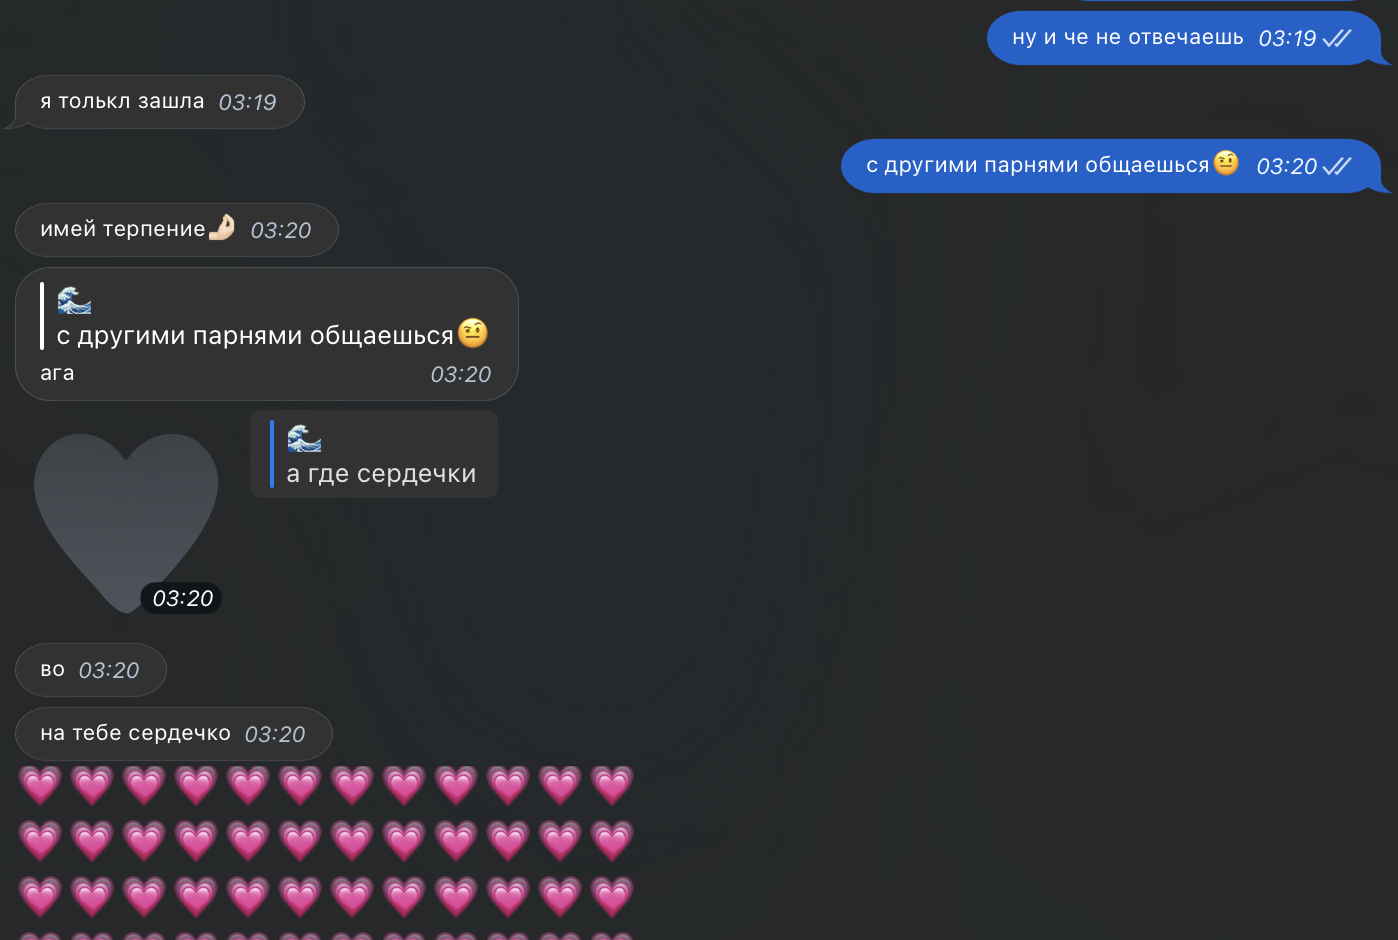 ну и че не отвечаешь 03:19
я толькл зашла 03:19
с другими парнями общаешься🤨 03:20
имей терпение🤌🏻 03:20
🌊
с другими парнями общаешься🤨
ага 03:20
🌊
а где сердечки
03:20
во 03:20
на тебе сердечко 03:20
💗💗💗💗💗💗💗💗💗💗💗💗
💗💗💗💗💗💗💗💗💗💗💗💗
💗💗💗💗💗💗💗💗💗💗💗💗
💗💗💗💗💗💗💗💗💗💗💗💗